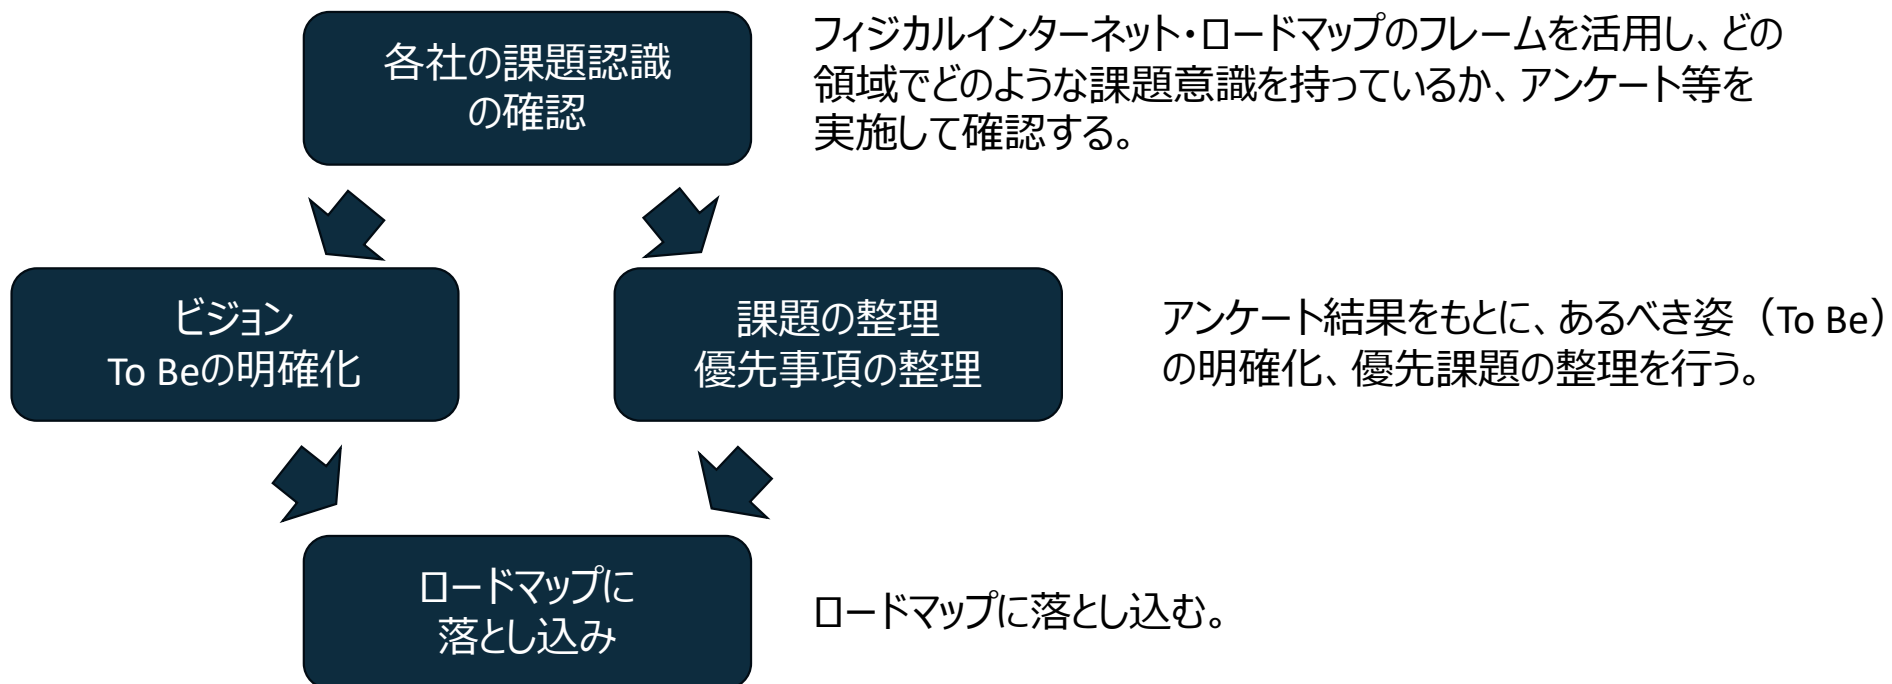 各社の課題認識
の確認
フィジカルインターネット・ロードマップのフレームを活用し、どの
領域でどのような課題意識を持っているか、アンケート等を
実施して確認する。
ビジョン
To Beの明確化
課題の整理
優先事項の整理
アンケート結果をもとに、あるべき姿（To Be）
の明確化、優先課題の整理を行う。
ロードマップに
落とし込み
ロードマップに落とし込む。